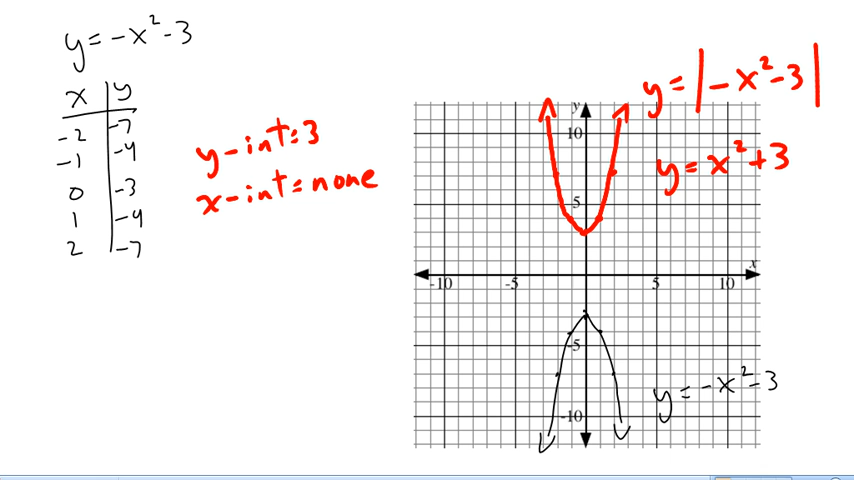 y = -x² - 3
x | y
-2 | -7
-1 | -4
0 | -3
1 | -4
2 | -7
y-int: 3
x-int = none
y = |-x² - 3|
y = x² + 3
y
10
5
x
-10 -5 5 10
-5
-10
y = -x² - 3